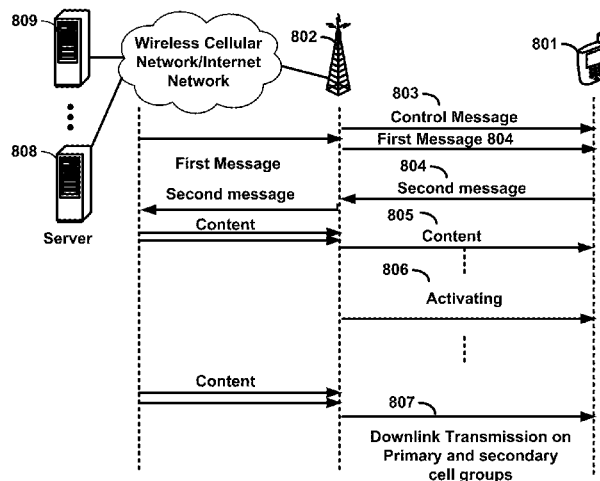 809
Wireless Cellular
Network/Internet
Network
802
801
803
Control Message
First Message 804
808
First Message
804
Second message
Second message
805
Server
Content
Content
806
Activating
Content
807
Downlink Transmission on
Primary and secondary
cell groups